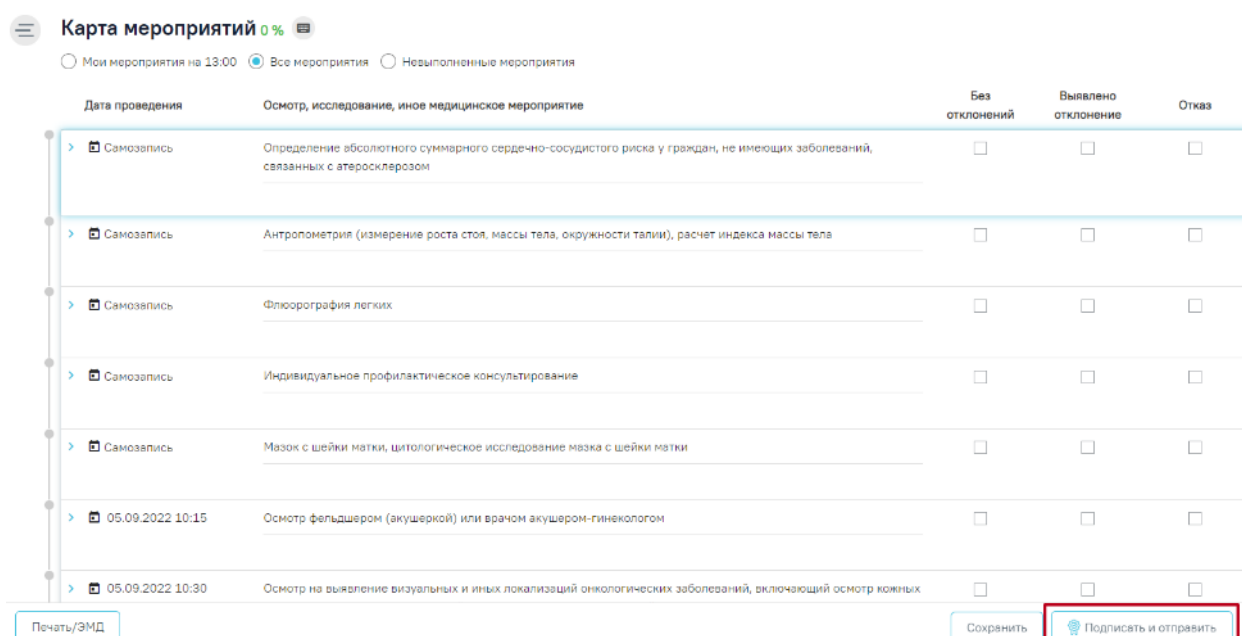 Карта мероприятий 0 %
Мои мероприятия на 13:00 Все мероприятия Невыполненные мероприятия
Дата проведения Осмотр, исследование, иное медицинское мероприятие Без отклонений Выявлено отклонение Отказ
Самозапись Определение абсолютного суммарного сердечно-сосудистого риска у граждан, не имеющих заболеваний,
связанных с атеросклерозом
Самозапись Антропометрия (измерение роста стоя, массы тела, окружности талии), расчет индекса массы тела
Самозапись Флюорография легких
Самозапись Индивидуальное профилактическое консультирование
Самозапись Мазок с шейки матки, цитологическое исследование мазка с шейки матки
05.09.2022 10:15 Осмотр фельдшером (акушеркой) или врачом акушером-гинекологом
05.09.2022 10:30 Осмотр на выявление визуальных и иных локализаций онкологических заболеваний, включающий осмотр кожных
Печать/ЭМД Сохранить Подписать и отправить